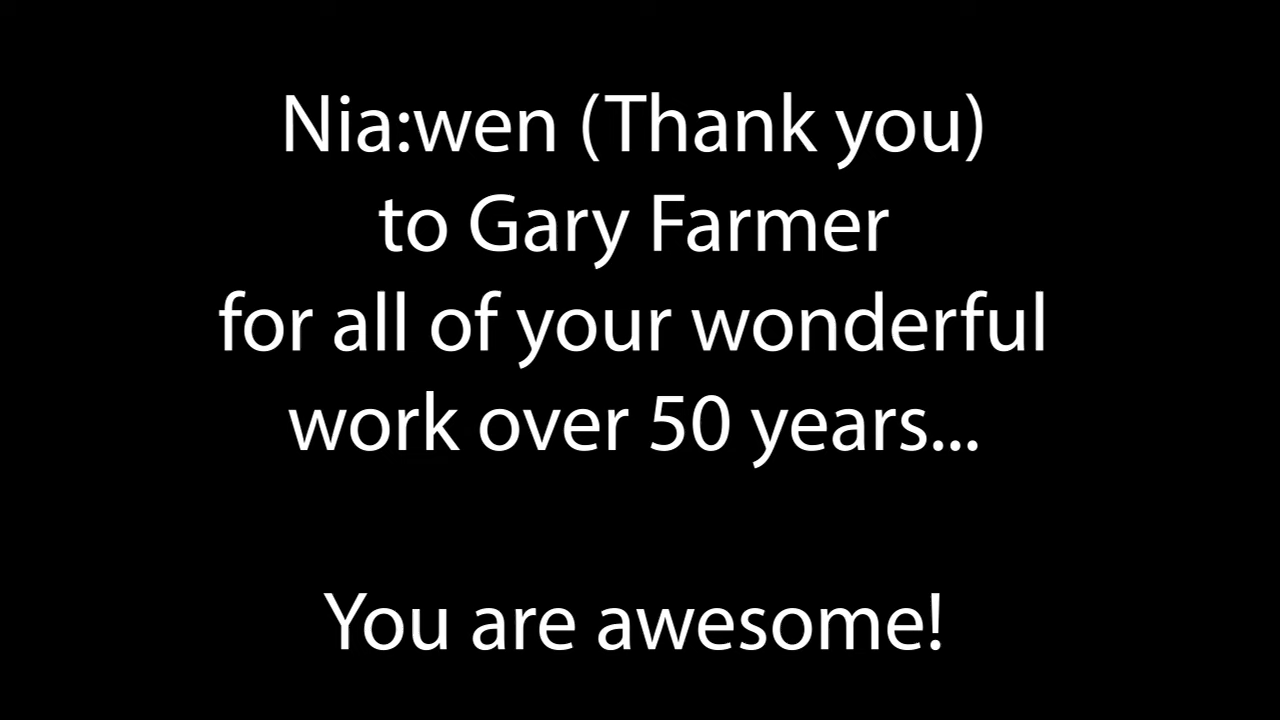 Nia:wen (Thank you)
to Gary Farmer
for all of your wonderful
work over 50 years...
You are awesome!